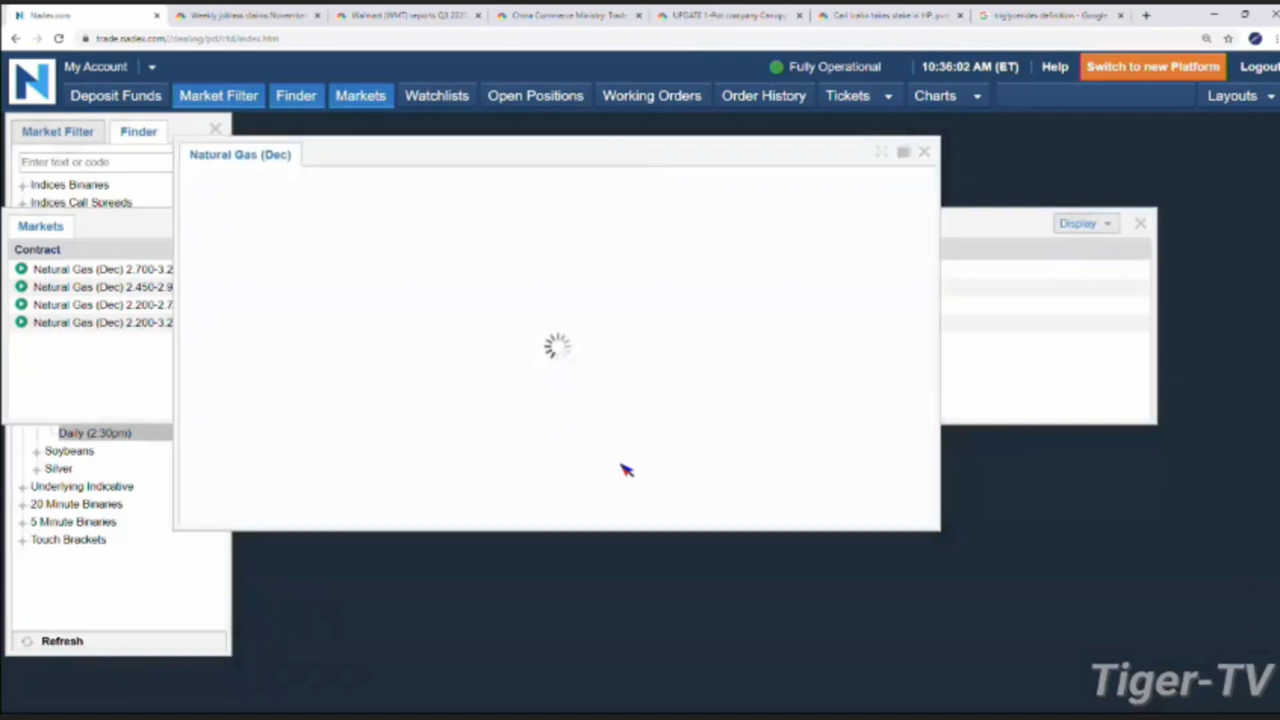 Nadex.com
Weekly jobless claims November
Walmart (WMT) reports Q3 202
China Commerce Ministry: Trade
UPDATE 1-Pot company Canopy
Carl Icahn takes stake in HP,
triglycerides definition - Google
trade.nadex.com/dealing/pd/cfd/index.htm
N
My Account
Fully Operational
10:36:02 AM (ET)
Help
Switch to new Platform
Logout
Deposit Funds
Market Filter
Finder
Markets
Watchlists
Open Positions
Working Orders
Order History
Tickets
Charts
Layouts
Market Filter
Finder
Natural Gas (Dec)
Enter text or code
Indices Binaries
Indices Call Spreads
Markets
Display
Contract
Natural Gas (Dec) 2.700-3.2
Natural Gas (Dec) 2.450-2.9
Natural Gas (Dec) 2.200-2.7
Natural Gas (Dec) 2.200-3.2
Daily (2:30pm)
Soybeans
Silver
Underlying Indicative
20 Minute Binaries
5 Minute Binaries
Touch Brackets
Refresh
Tiger-TV